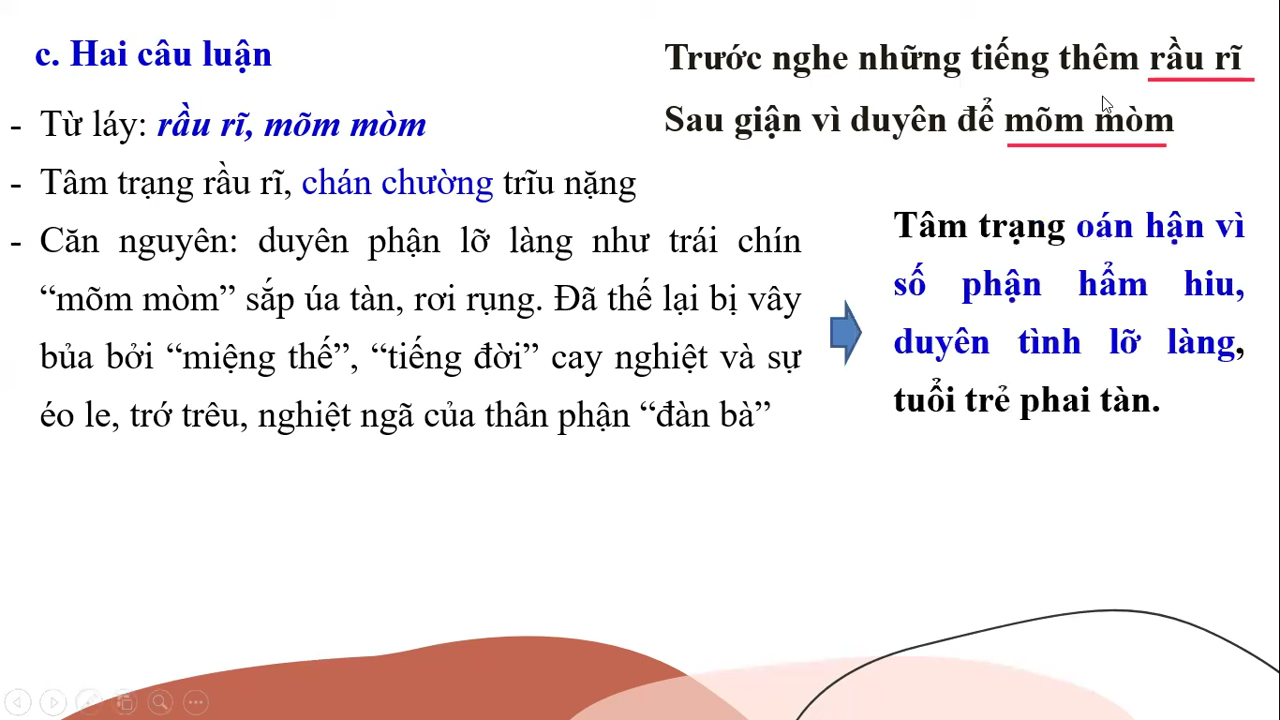 c. Hai câu luận
- Từ láy: rầu rĩ, mõm mòm
- Tâm trạng rầu rĩ, chán chường trĩu nặng
- Căn nguyên: duyên phận lỡ làng như trái chín
“mõm mòm” sắp úa tàn, rơi rụng. Đã thế lại bị vây
bủa bởi “miệng thế”, “tiếng đời” cay nghiệt và sự
éo le, trớ trêu, nghiệt ngã của thân phận “đàn bà”
Trước nghe những tiếng thêm rầu rĩ
Sau giận vì duyên để mõm mòm
Tâm trạng oán hận vì
số phận hẩm hiu,
duyên tình lỡ làng,
tuổi trẻ phai tàn.